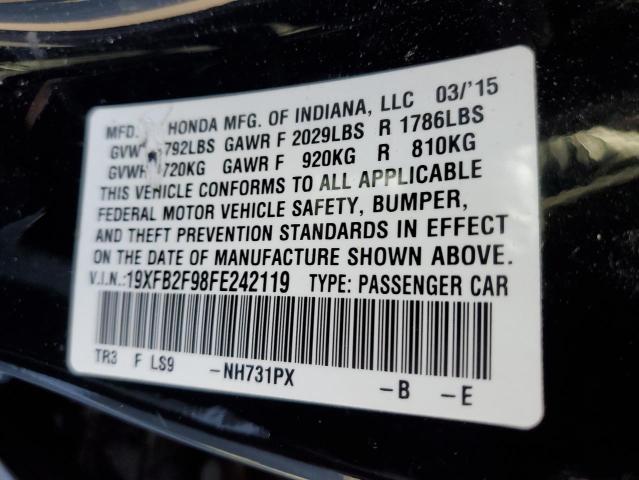 MFD. HONDA MFG. OF INDIANA, LLC 03/'15
GVW 792LBS GAWR F 2029LBS R 1786LBS
GVWR 720KG GAWR F 920KG R 810KG
THIS VEHICLE CONFORMS TO ALL APPLICABLE
FEDERAL MOTOR VEHICLE SAFETY, BUMPER,
AND THEFT PREVENTION STANDARDS IN EFFECT
ON THE DATE OF MANUFACTURE SHOWN ABOVE.
V.I.N.:19XFB2F98FE242119 TYPE: PASSENGER CAR
TR3 F LS9 -NH731PX -B -E